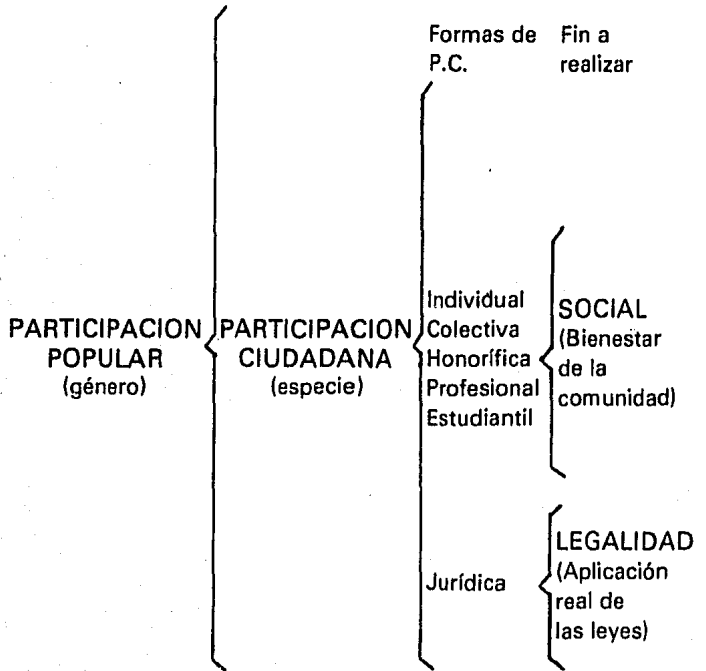 Formas de P.C.
Fin a realizar
PARTICIPACION
POPULAR
(género)
PARTICIPACION
CIUDADANA
(especie)
Individual
Colectiva
Honorífica
Profesional
Estudiantil
SOCIAL
(Bienestar
de la
comunidad)
Jurídica
LEGALIDAD
(Aplicación
real de
las leyes)